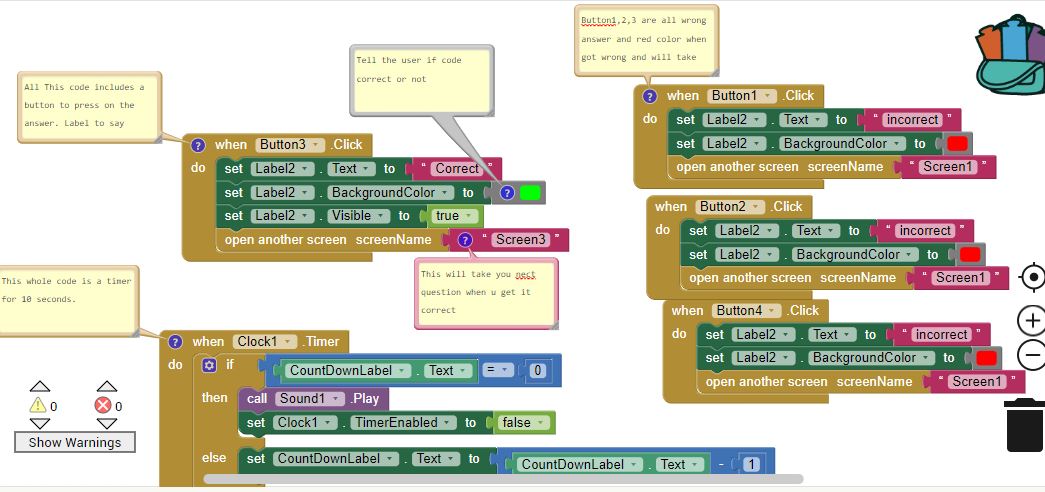 Button1,2,3 are all wrong
answer and red color when
got wrong and will take
Tell the user if code
correct or not
All This code includes a
button to press on the
answer. Label to say
? when Button3 .Click
do set Label2 . Text to " Correct "
set Label2 . BackgroundColor to ?
set Label2 . Visible to true
open another screen screenName ? " Screen3 "
This will take you nect
question when u get it
correct
This whole code is a timer
for 10 seconds.
? when Clock1 .Timer
do if CountDownLabel . Text = 0
then call Sound1 .Play
set Clock1 . TimerEnabled to false
else set CountDownLabel . Text to CountDownLabel . Text - 1
? when Button1 .Click
do set Label2 . Text to " incorrect "
set Label2 . BackgroundColor to
open another screen screenName " Screen1 "
when Button2 .Click
do set Label2 . Text to " incorrect "
set Label2 . BackgroundColor to
open another screen screenName " Screen1 "
when Button4 .Click
do set Label2 . Text to " incorrect "
set Label2 . BackgroundColor to
open another screen screenName " Screen1 "
0 0
Show Warnings